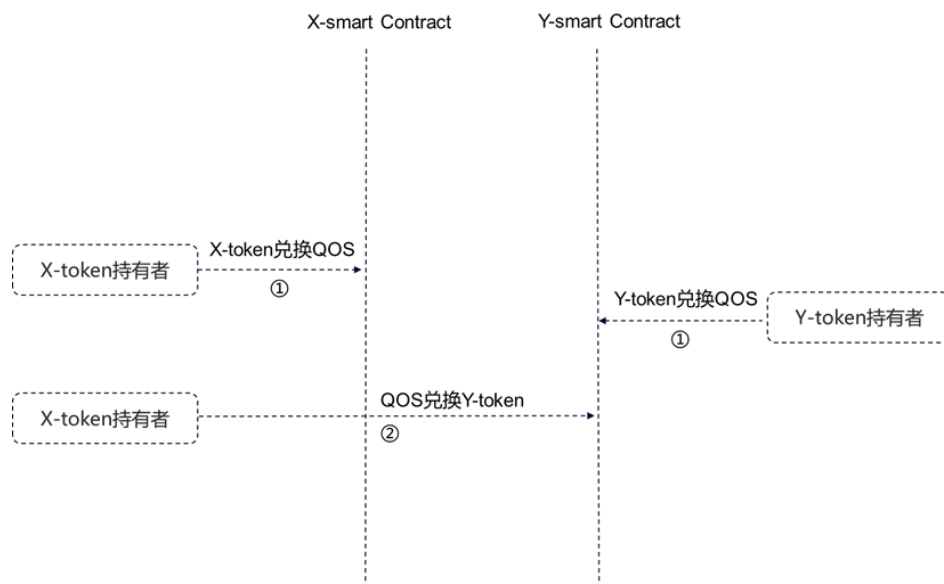 X-smart Contract
Y-smart Contract
X-token兑换QOS
X-token持有者
①
Y-token兑换QOS
Y-token持有者
①
QOS兑换Y-token
X-token持有者
②